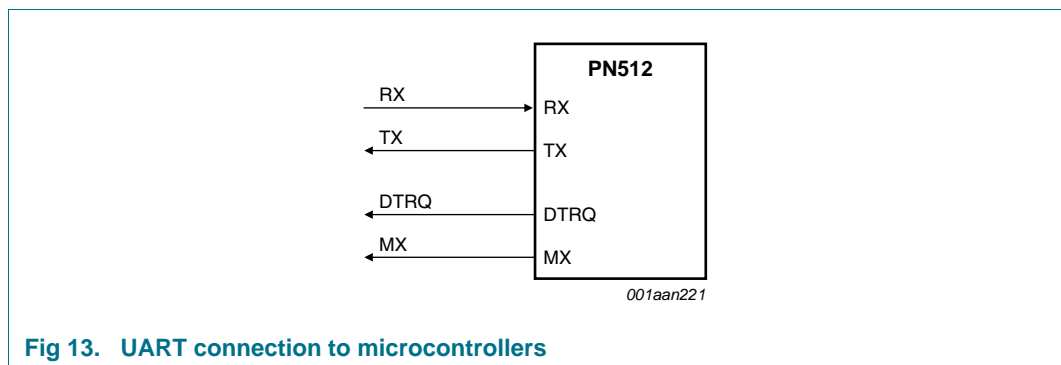 PN512
RX RX
TX TX
DTRQ DTRQ
MX MX
001aan221
Fig 13. UART connection to microcontrollers